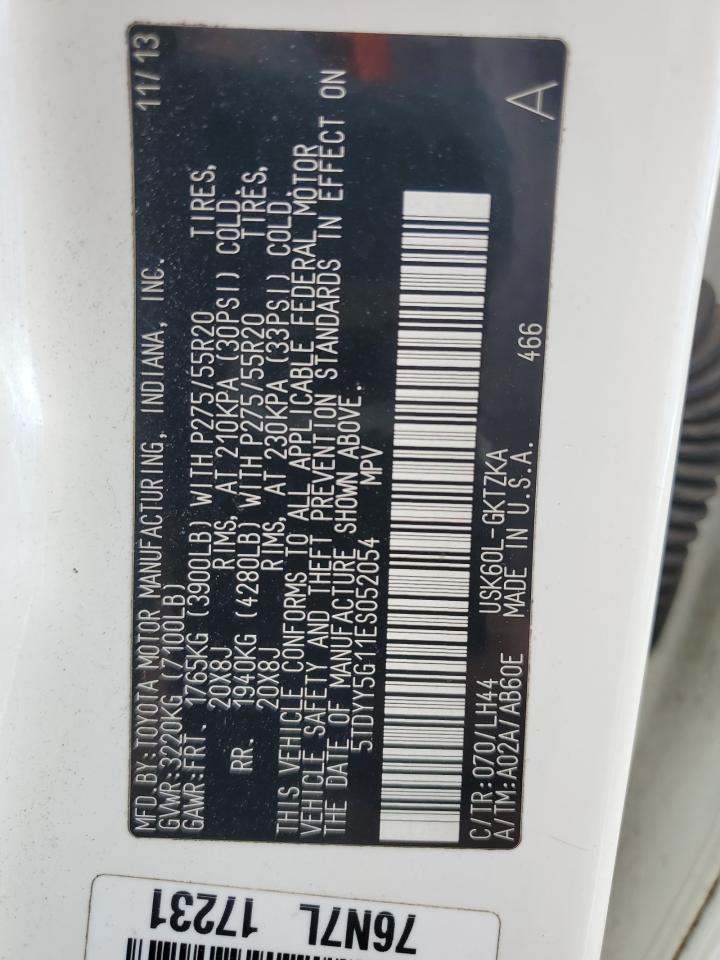 MFD.BY:TOYOTA MOTOR MANUFACTURING, INDIANA, INC. 11/13
GVWR:3220KG (7100LB)
GAWR:FRT. 1765KG (3900LB) WITH P275/55R20 TIRES,
20X8J RIMS, AT 210KPA (30PSI) COLD.
RR. 1940KG (4280LB) WITH P275/55R20 TIRES,
20X8J RIMS, AT 230KPA (33PSI) COLD.
THIS VEHICLE CONFORMS TO ALL APPLICABLE FEDERAL MOTOR
VEHICLE SAFETY AND THEFT PREVENTION STANDARDS IN EFFECT ON
THE DATE OF MANUFACTURE SHOWN ABOVE.
5TDYY5G11ES052054 MPV
C/TR:070/LH44 USK60L-GKTZKA
A/TM:A02A/AB60E MADE IN U.S.A. 466 A
17231
76N7L